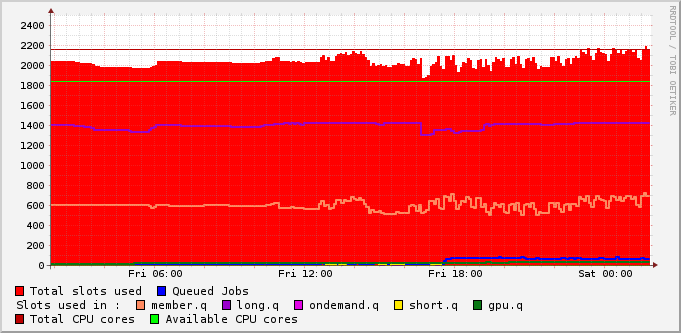 RRDTOOL / TOBI OETIKER
2400
2200
2000
1800
1600
1400
1200
1000
800
600
400
200
0
Fri 06:00 Fri 12:00 Fri 18:00 Sat 00:00
Total slots used Queued Jobs
Slots used in : member.q long.q ondemand.q short.q gpu.q
Total CPU cores Available CPU cores